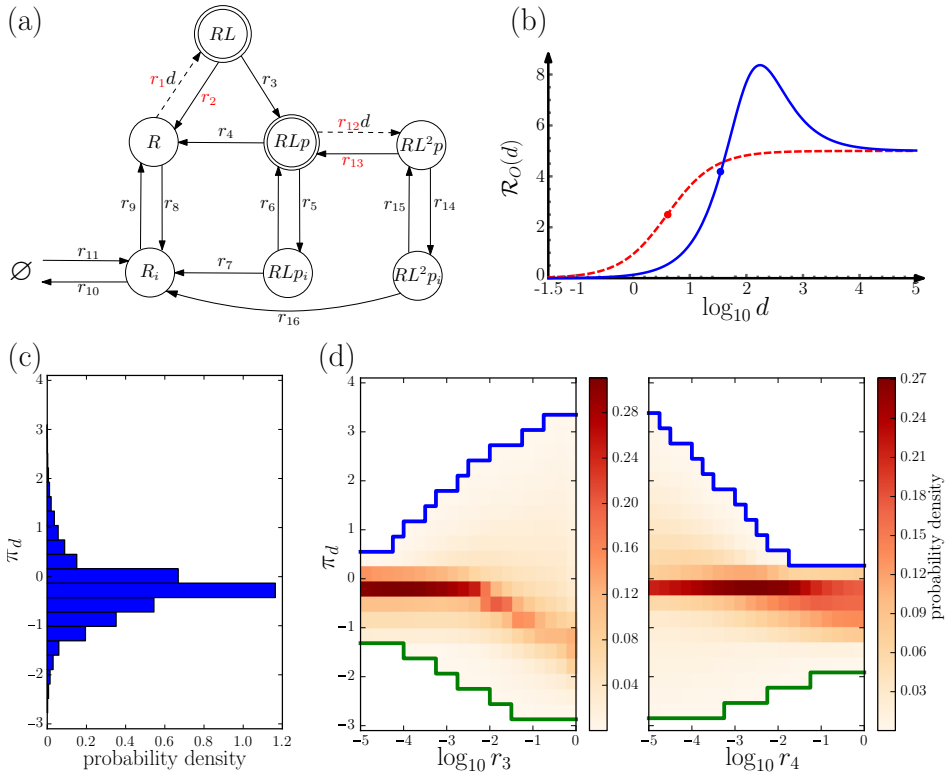 (a)
RL
r₁d
r₂
r₃
R
r₄
RLp
r₁₂d
r₁₃
RL²p
r₉
r₈
r₆
r₅
r₁₅
r₁₄
∅
r₁₁
r₁₀
Rᵢ
r₇
RLpᵢ
RL²pᵢ
r₁₆
(b)
R_O(d)
8
6
4
2
0
-1.5 -1 0 1 2 3 4 5
log₁₀ d
(c)
π_d
4
3
2
1
0
-1
-2
-3
0 0.2 0.4 0.6 0.8 1.0 1.2
probability density
(d)
π_d
4
3
2
1
0
-1
-2
-3
-5 -4 -3 -2 -1 0
log₁₀ r₃
0.28
0.24
0.20
0.16
0.12
0.08
0.04
-5 -4 -3 -2 -1 0
log₁₀ r₄
0.27
0.24
0.21
0.18
0.15
0.12
0.09
0.06
0.03
probability density